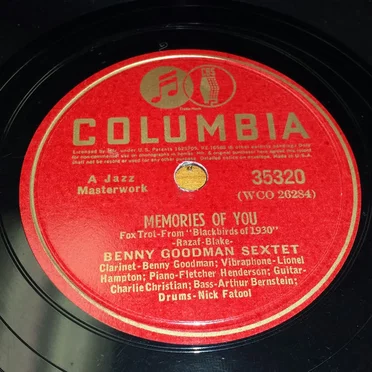 COLUMBIA
A Jazz
Masterwork
35320
(WCO 26284)
MEMORIES OF YOU
Fox Trot-From "Blackbirds of 1930"
-Razaf-Blake-
BENNY GOODMAN SEXTET
Clarinet-Benny Goodman; Vibraphone-Lionel
Hampton; Piano-Fletcher Henderson; Guitar-
Charlie Christian; Bass-Arthur Bernstein;
Drums-Nick Fatool